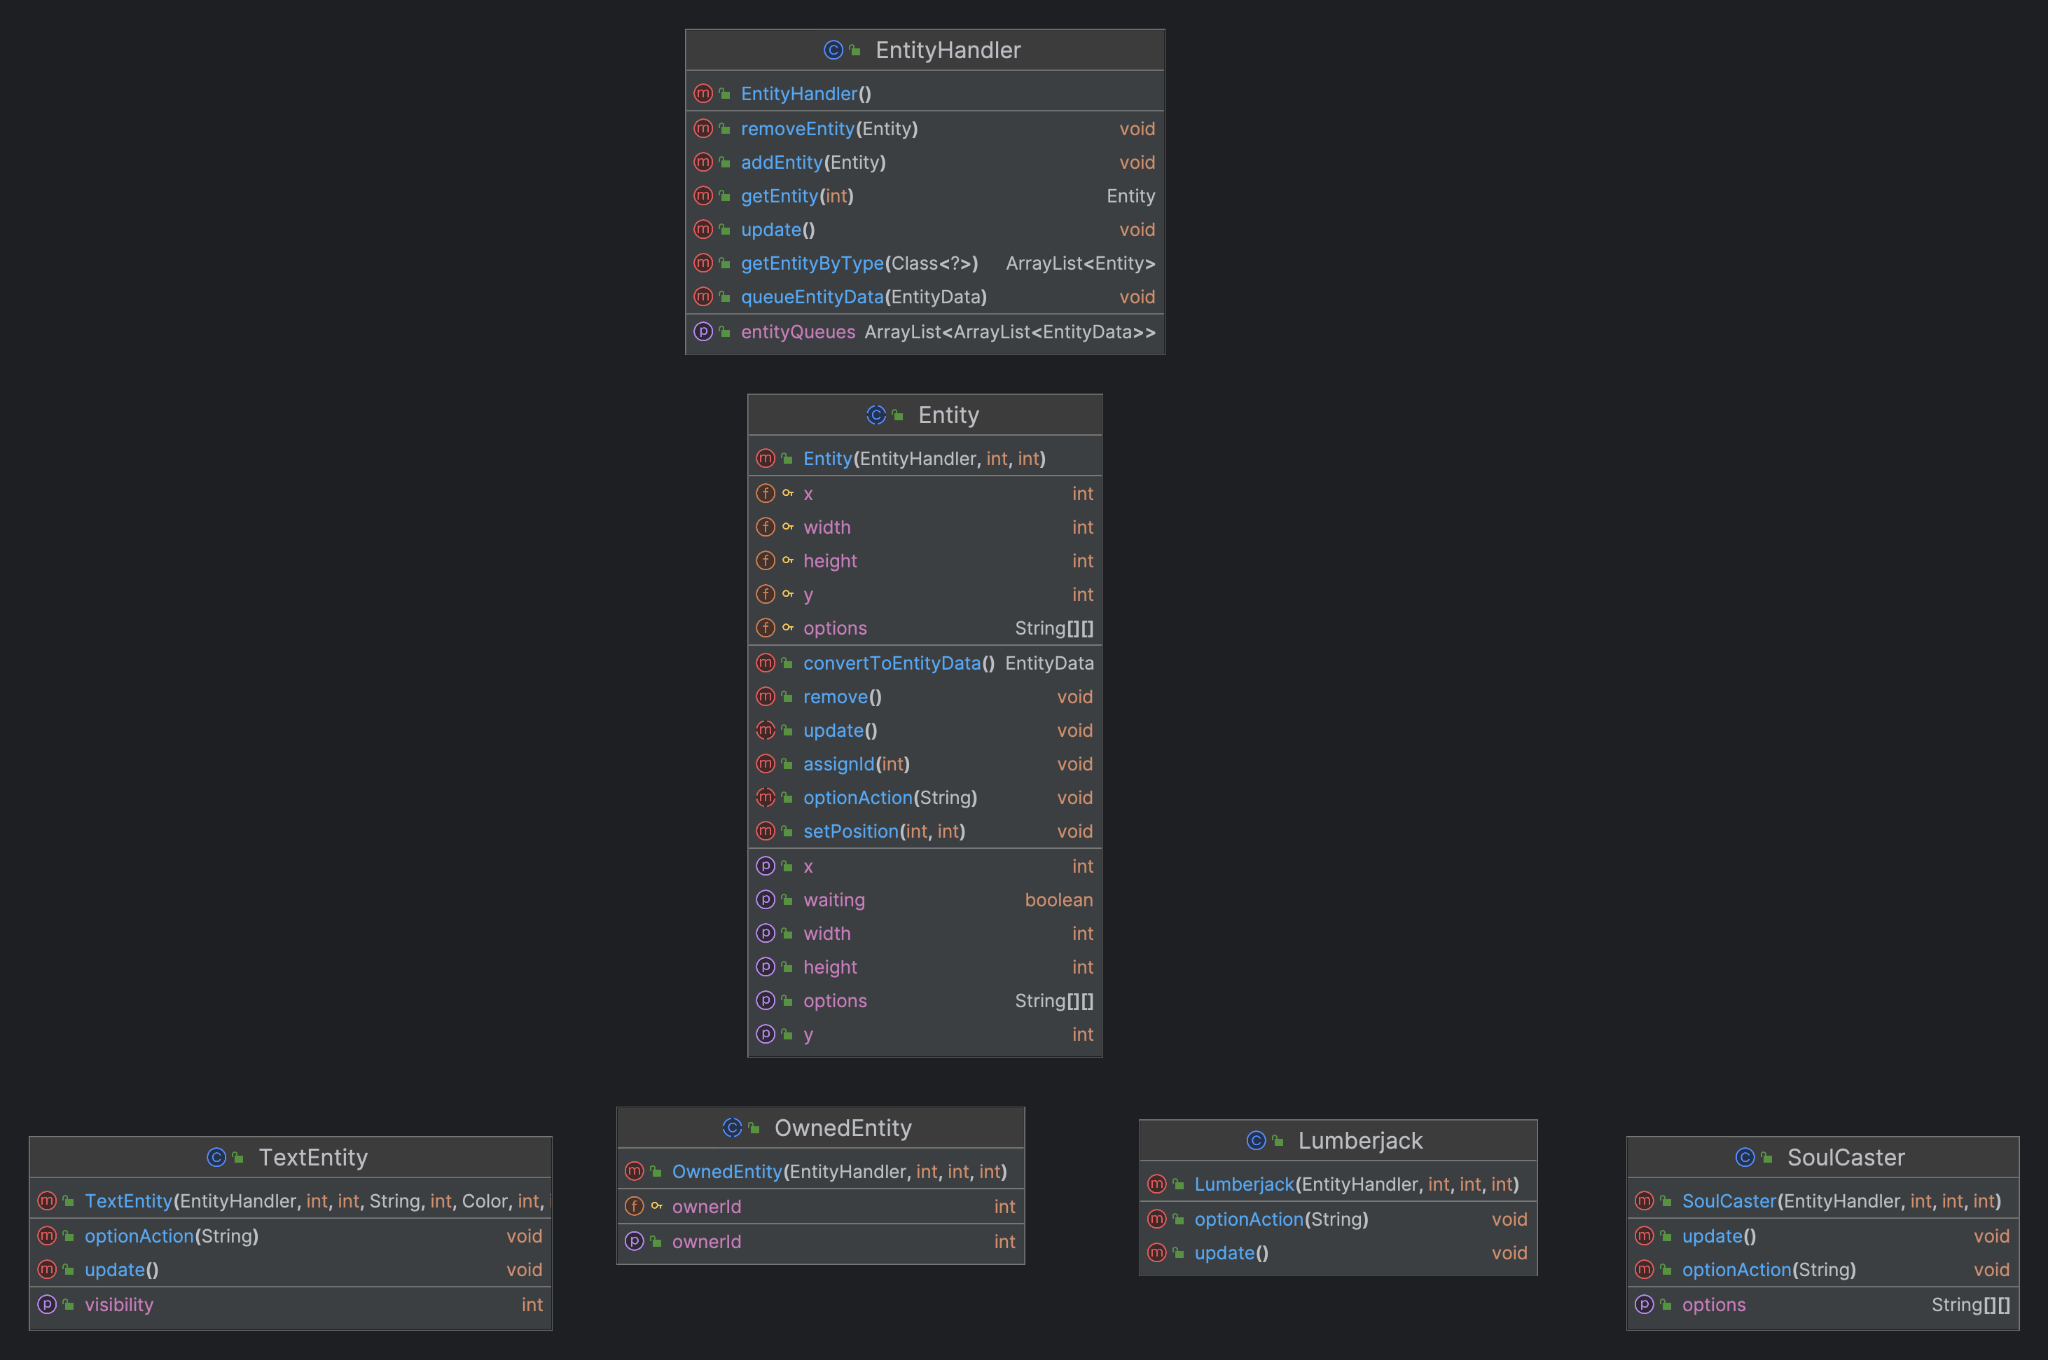 EntityHandler
EntityHandler()
removeEntity(Entity) void
addEntity(Entity) void
getEntity(int) Entity
update() void
getEntityByType(Class<?>) ArrayList<Entity>
queueEntityData(EntityData) void
entityQueues ArrayList<ArrayList<EntityData>>
Entity
Entity(EntityHandler, int, int)
x int
width int
height int
y int
options String[][]
convertToEntityData() EntityData
remove() void
update() void
assignId(int) void
optionAction(String) void
setPosition(int, int) void
x int
waiting boolean
width int
height int
options String[][]
y int
TextEntity
TextEntity(EntityHandler, int, int, String, int, Color, int,
optionAction(String) void
update() void
visibility int
OwnedEntity
OwnedEntity(EntityHandler, int, int, int)
ownerId int
ownerId int
Lumberjack
Lumberjack(EntityHandler, int, int, int)
optionAction(String) void
update() void
SoulCaster
SoulCaster(EntityHandler, int, int, int)
update() void
optionAction(String) void
options String[][]